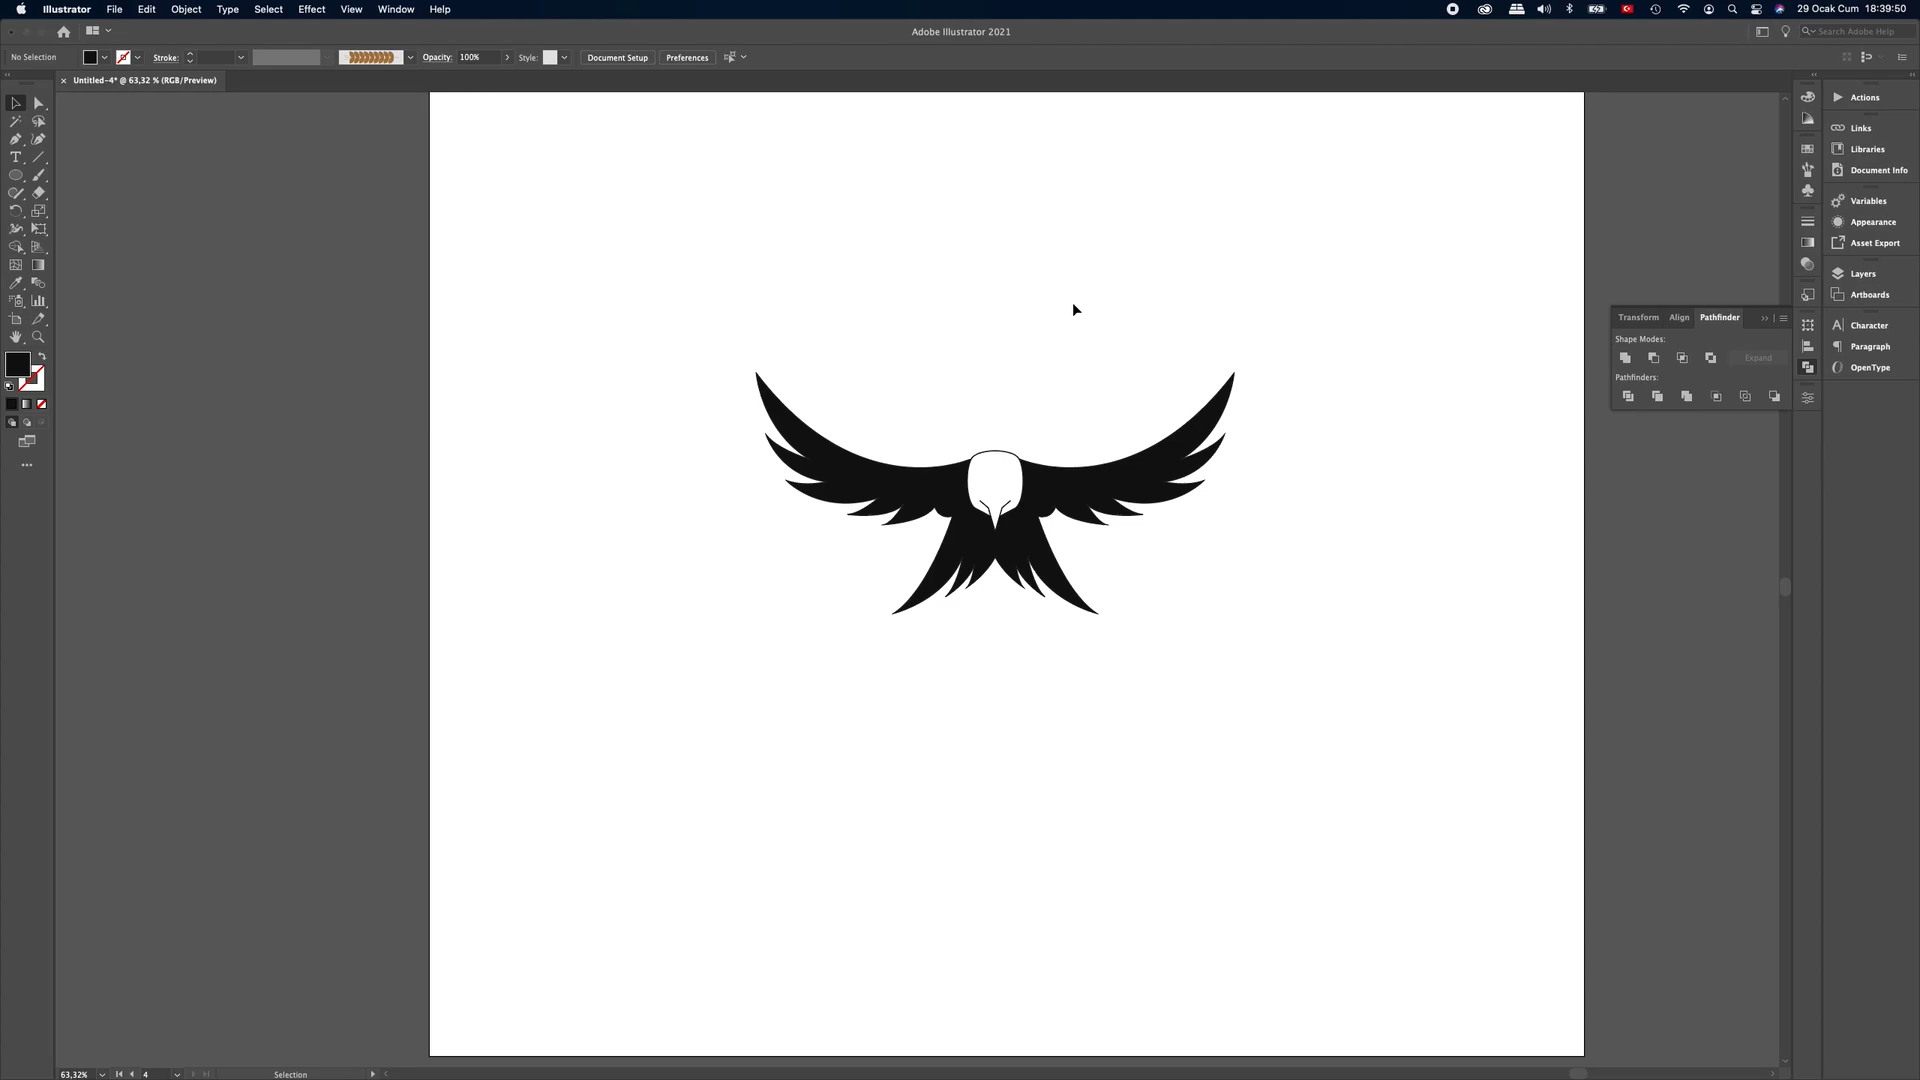 Illustrator File Edit Object Type Select Effect View Window Help
29 Ocak Cum 18:39:50
Adobe Illustrator 2021
Search Adobe Help
No Selection
Stroke:
Opacity: 100%
Style:
Document Setup
Preferences
Untitled-4* @ 63,32 % (RGB/Preview)
Actions
Links
Libraries
Document Info
Variables
Appearance
Asset Export
Layers
Artboards
Character
Paragraph
OpenType
Transform Align Pathfinder
Shape Modes:
Expand
Pathfinders:
63,32%
4
Selection